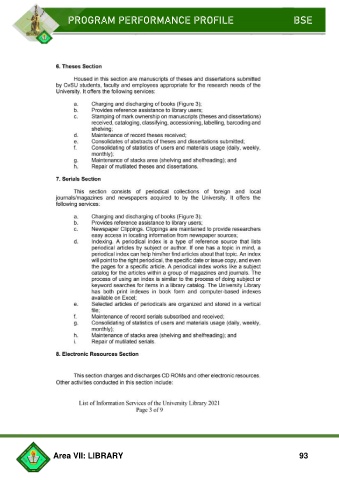 PROGRAM PERFORMANCE PROFILE BSE
6. Theses Section
Housed in this section are manuscripts of theses and dissertations submitted
by CvSU students, faculty and employees appropriate for the research needs of the
University. It offers the following services:
a. Charging and discharging of books (Figure 3);
b. Provides reference assistance to library users;
c. Stamping of mark ownership on manuscripts (theses and dissertations)
received, cataloging, classifying, accessioning, labelling, barcoding and
shelving;
d. Maintenance of record theses received;
e. Consolidates of abstracts of theses and dissertations submitted;
f. Consolidating of statistics of users and materials usage (daily, weekly,
monthly);
g. Maintenance of stacks area (shelving and shelfreading); and
h. Repair of mutilated theses and dissertations.
7. Serials Section
This section consists of periodical collections of foreign and local
journals/magazines and newspapers acquired to by the University. It offers the
following services:
a. Charging and discharging of books (Figure 3);
b. Provides reference assistance to library users;
c. Newspaper Clippings. Clippings are maintained to provide researchers
easy access in locating information from newspaper sources;
d. Indexing. A periodical index is a type of reference source that lists
periodical articles by subject or author. If one has a topic in mind, a
periodical index can help him/her find articles about that topic. An index
will point to the right periodical, the specific date or issue copy, and even
the pages for a specific article. A periodical index works like a subject
catalog for the articles within a group of magazines and journals. The
process of using an index is similar to the process of doing subject or
keyword searches for items in a library catalog. The University Library
has both print indexes in book form and computer-based indexes
available on Excel;
e. Selected articles of periodicals are organized and stored in a vertical
file;
f. Maintenance of record serials subscribed and received;
g. Consolidating of statistics of users and materials usage (daily, weekly,
monthly);
h. Maintenance of stacks area (shelving and shelfreading); and
i. Repair of mutilated serials.
8. Electronic Resources Section
This section charges and discharges CD ROMs and other electronic resources.
Other activities conducted in this section include:
List of Information Services of the University Library 2021
Page 3 of 9
Area VII: LIBRARY 93